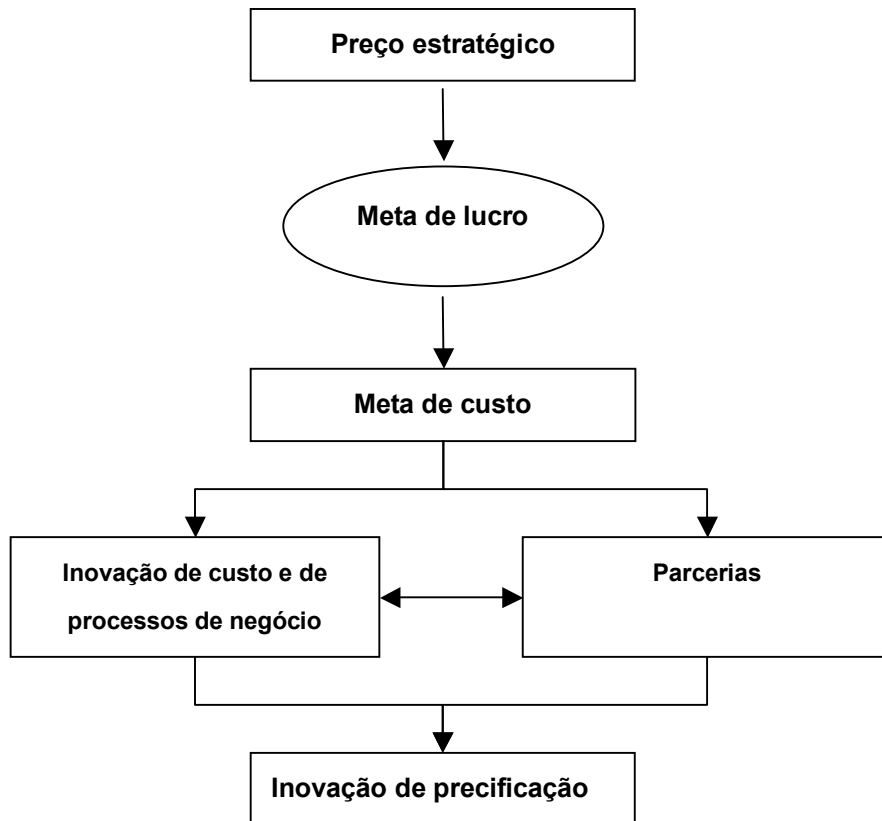 Preço estratégico
Meta de lucro
Meta de custo
Inovação de custo e de
processos de negócio
Parcerias
Inovação de precificação